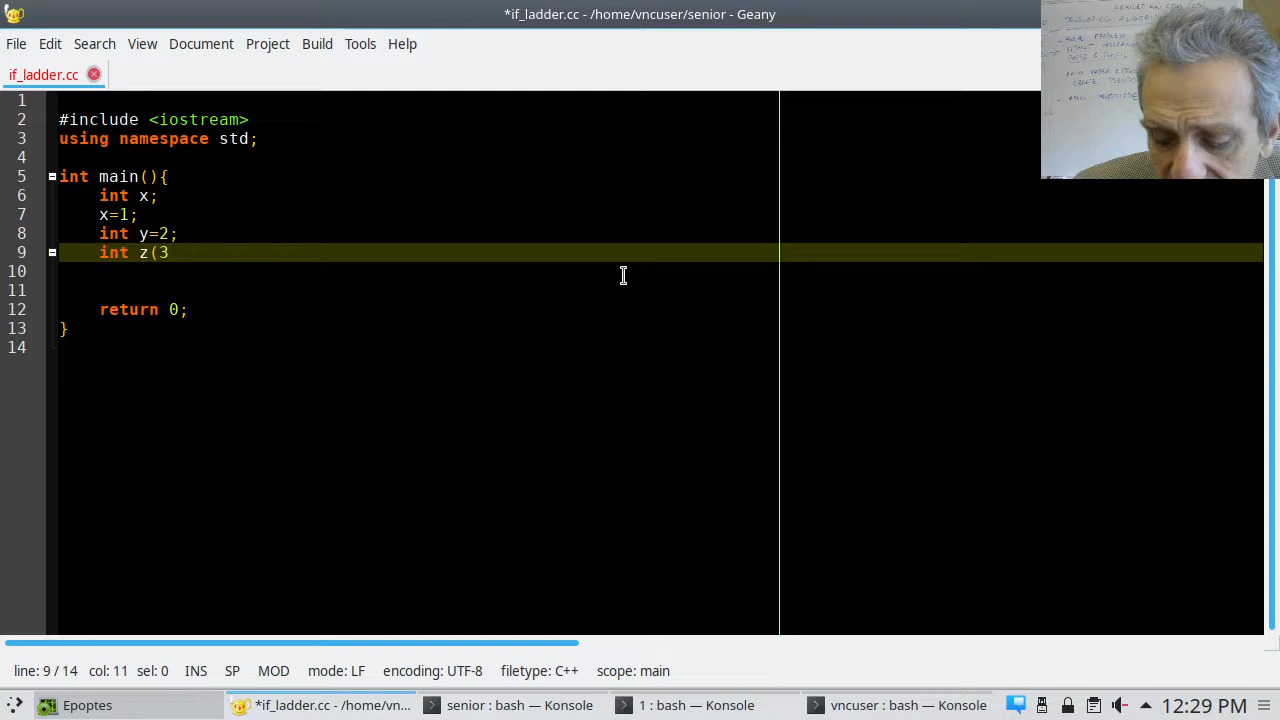 *if_ladder.cc - /home/vncuser/senior - Geany
File Edit Search View Document Project Build Tools Help
if_ladder.cc
1
2 #include <iostream>
3 using namespace std;
4
5 int main(){
6 int x;
7 x=1;
8 int y=2;
9 int z(3
10
11
12 return 0;
13 }
14
line: 9 / 14 col: 11 sel: 0 INS SP MOD mode: LF encoding: UTF-8 filetype: C++ scope: main
Epoptes *if_ladder.cc - /home/vn... senior : bash — Konsole 1 : bash — Konsole vncuser : bash — Konsole 12:29 PM
DEVELOPING
PROBLEM